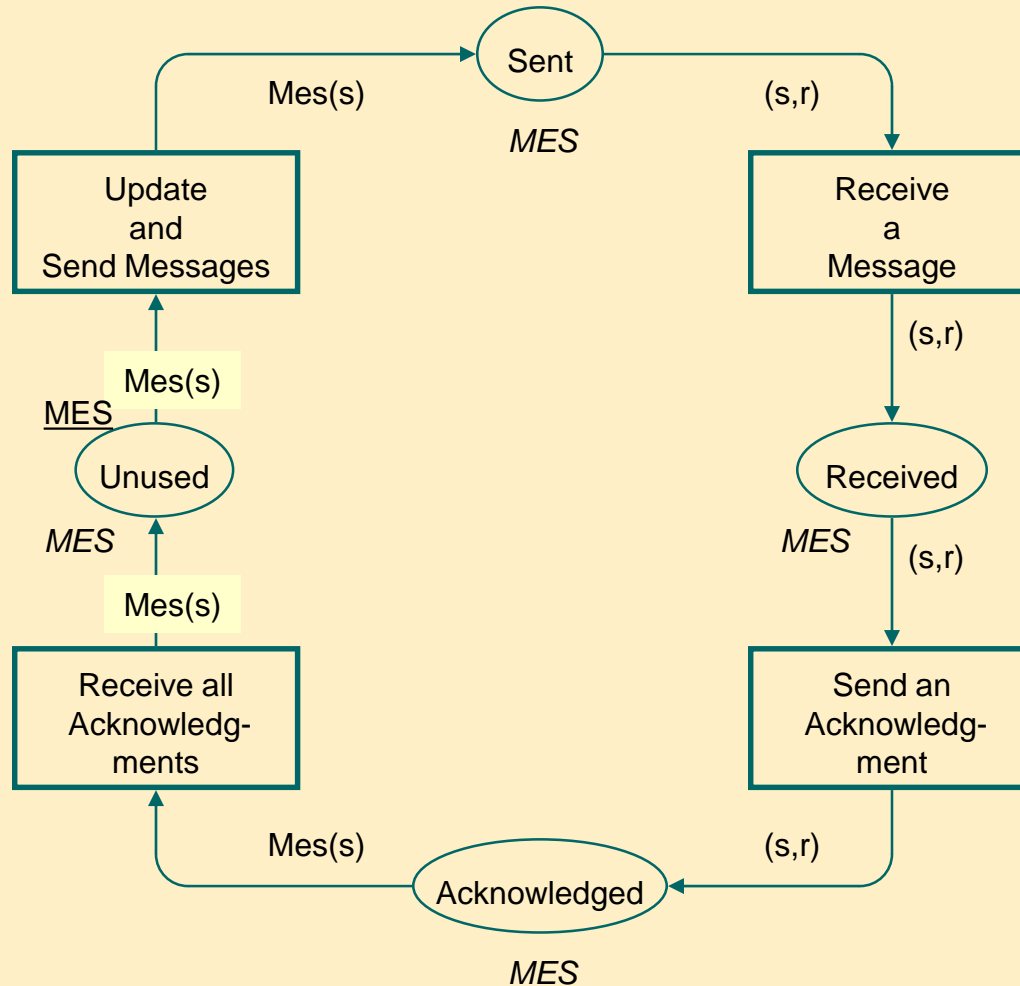 Sent
Mes(s)
(s,r)
MES
Update
and
Send Messages
Receive
a
Message
(s,r)
Mes(s)
MES
Unused
Received
MES
MES
(s,r)
Mes(s)
Receive all
Acknowledg-
ments
Send an
Acknowledg-
ment
Mes(s)
(s,r)
Acknowledged
MES